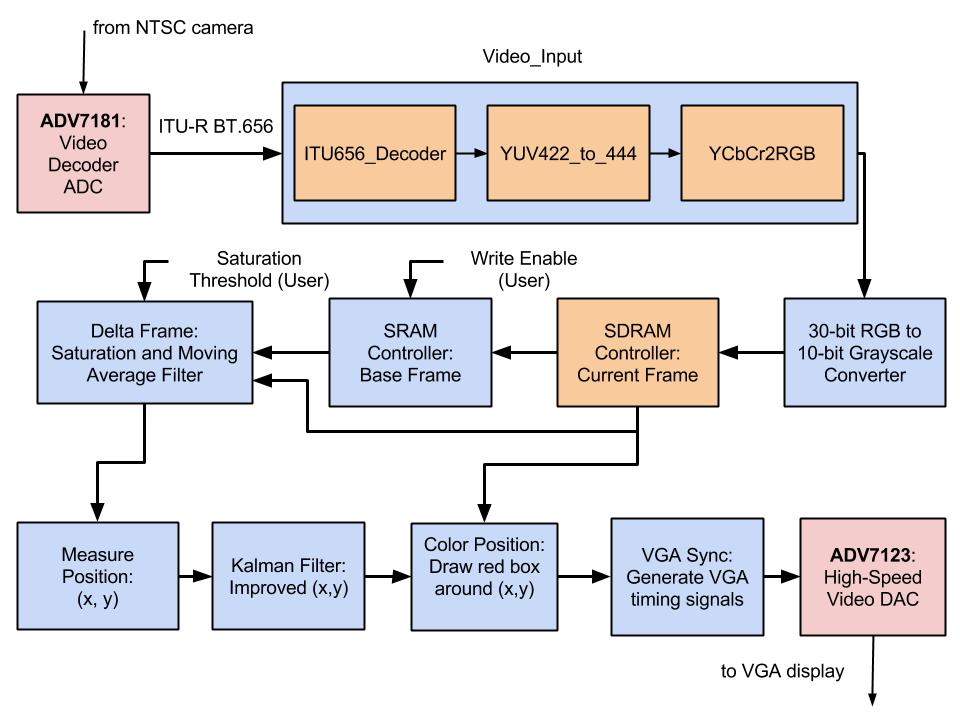 from NTSC camera
Video_Input
ADV7181:
Video
Decoder
ADC
ITU-R BT.656
ITU656_Decoder
YUV422_to_444
YCbCr2RGB
Saturation
Threshold (User)
Write Enable
(User)
Delta Frame:
Saturation and Moving
Average Filter
SRAM
Controller:
Base Frame
SDRAM
Controller:
Current Frame
30-bit RGB to
10-bit Grayscale
Converter
Measure
Position:
(x, y)
Kalman Filter:
Improved (x,y)
Color Position:
Draw red box
around (x,y)
VGA Sync:
Generate VGA
timing signals
ADV7123:
High-Speed
Video DAC
to VGA display